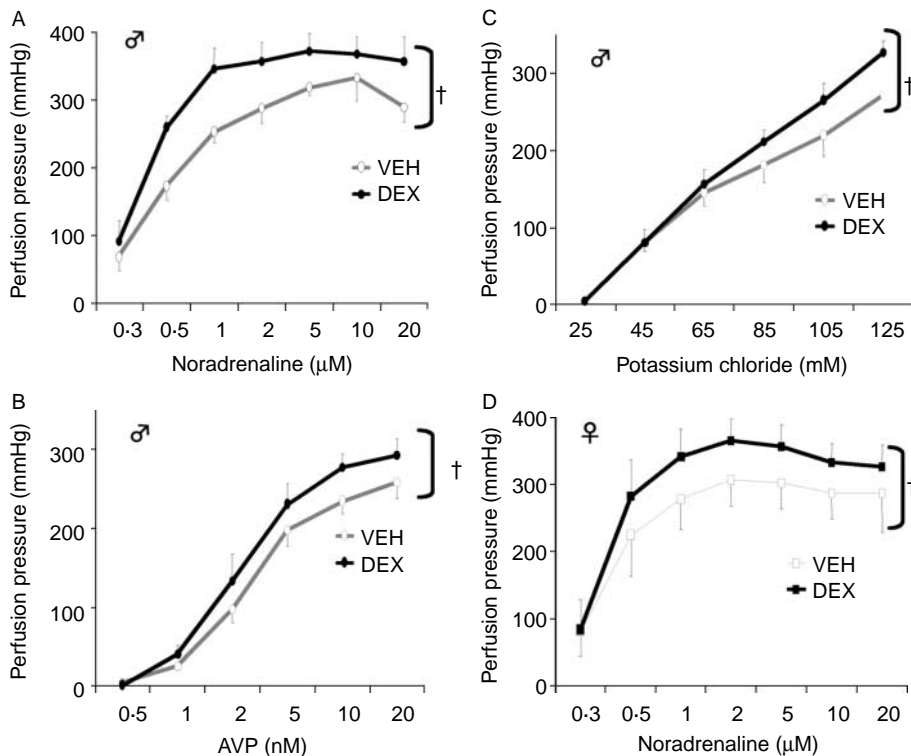 A
♂
400
300
200
100
0
Perfusion pressure (mmHg)
†
VEH
DEX
0·3 0·5 1 2 5 10 20
Noradrenaline (μM)
B
♂
300
200
100
0
Perfusion pressure (mmHg)
†
VEH
DEX
0·5 1 2 5 10 20
AVP (nM)
C
♂
300
200
100
0
Perfusion pressure (mmHg)
†
VEH
DEX
25 45 65 85 105 125
Potassium chloride (mM)
D
♀
400
300
200
100
0
Perfusion pressure (mmHg)
VEH
DEX
0·3 0·5 1 2 5 10 20
Noradrenaline (μM)